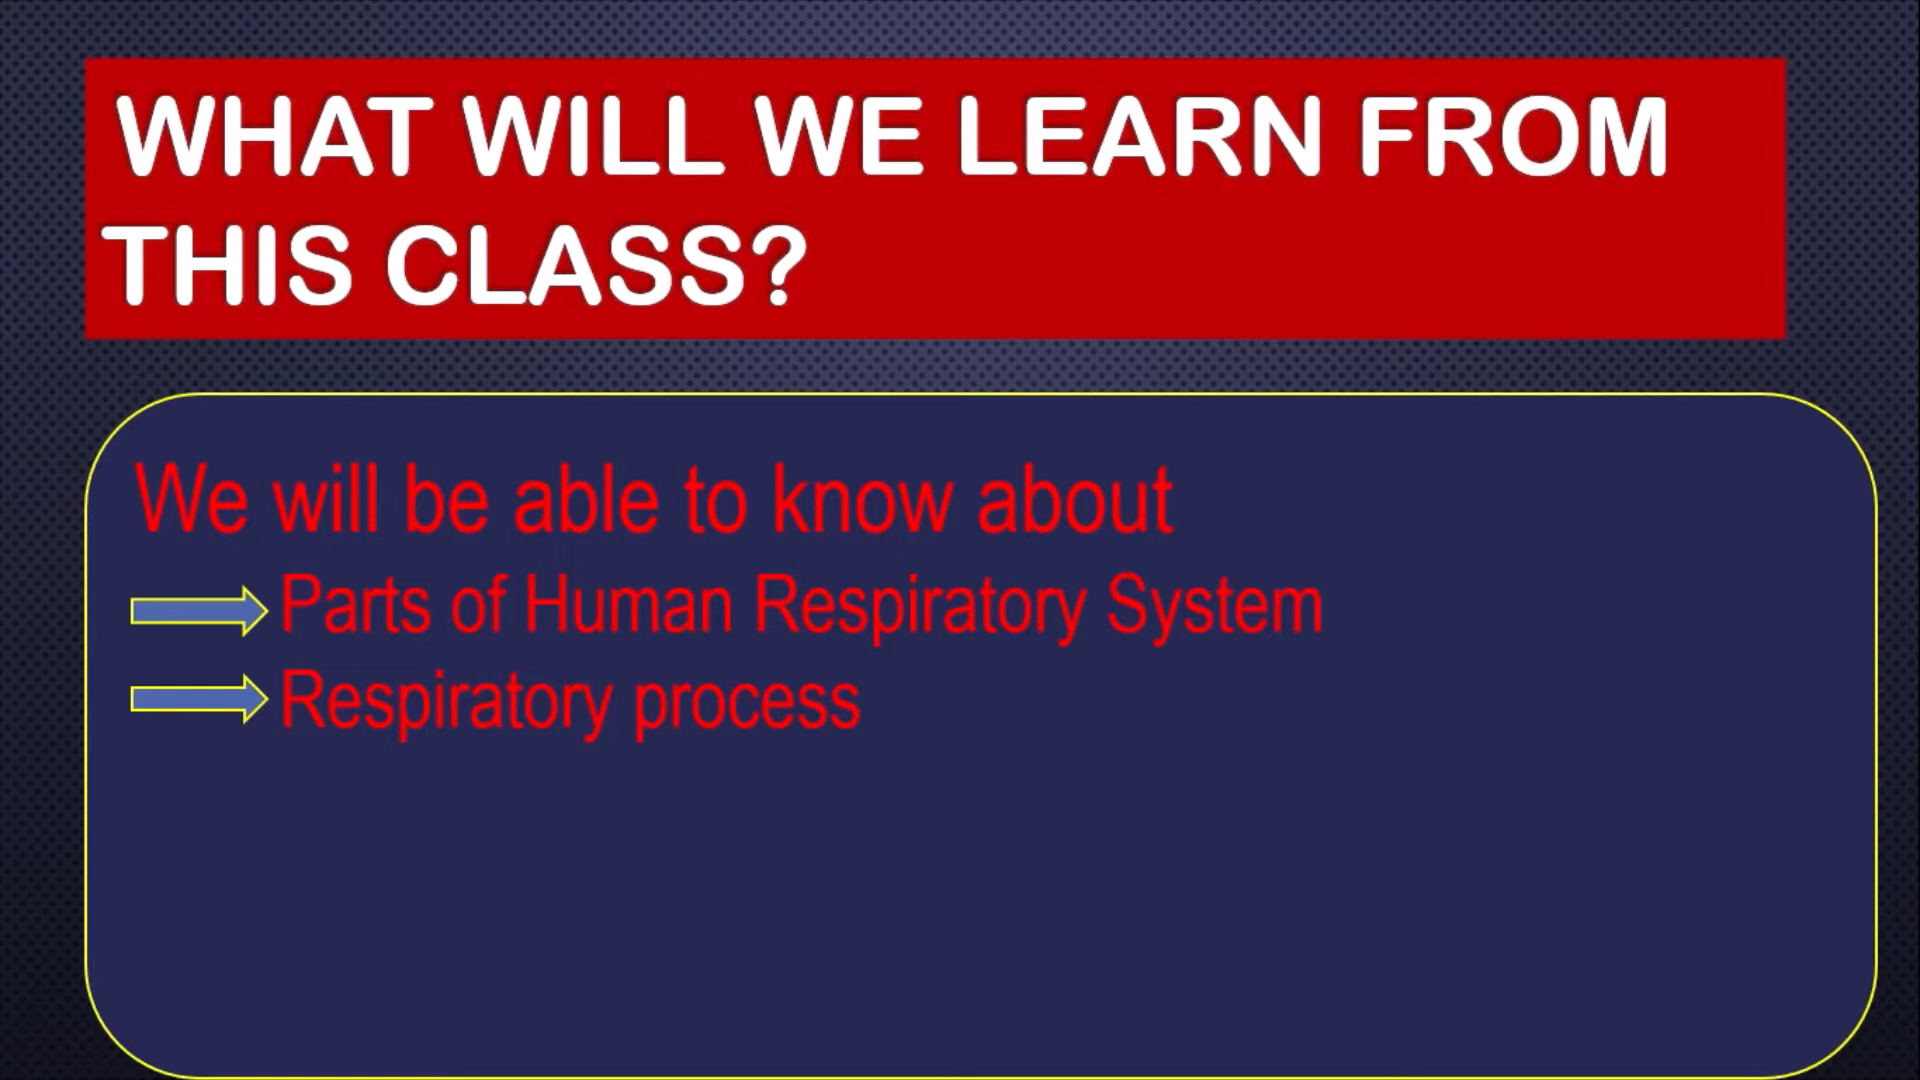 WHAT WILL WE LEARN FROM
THIS CLASS?
We will be able to know about
Parts of Human Respiratory System
Respiratory process